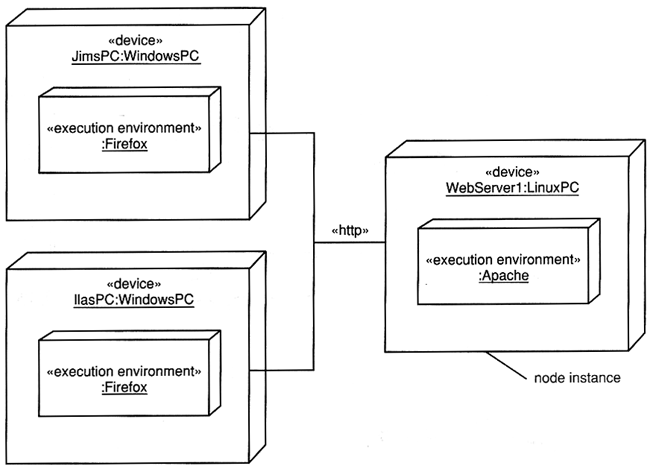 «device»
JimsPC:WindowsPC
«execution environment»
:Firefox
«device»
WebServer1:LinuxPC
«http»
«execution environment»
:Apache
«device»
IlasPC:WindowsPC
«execution environment»
:Firefox
node instance